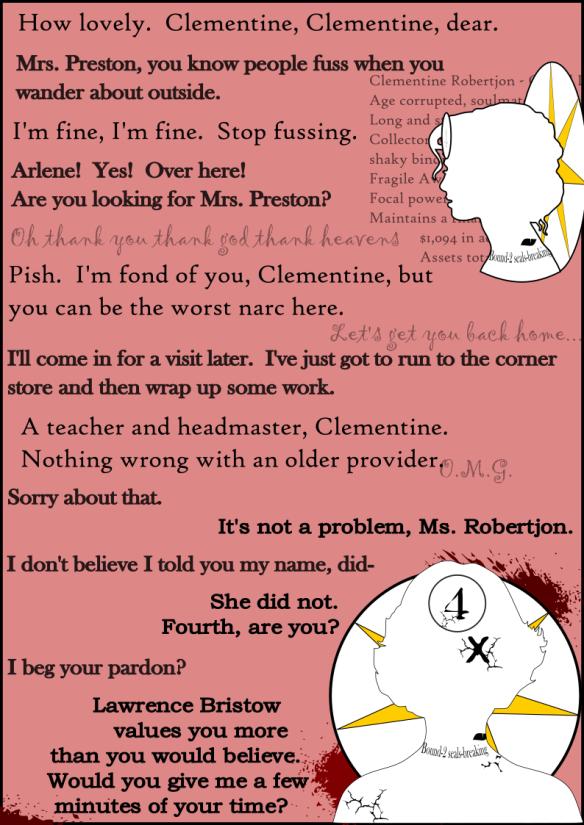 How lovely.  Clementine, Clementine, dear.
Mrs. Preston, you know people fuss when you
wander about outside.
Clementine Robertjon -
Age corrupted,
Long and
Collector
shaky
Fragile
Focal power
Maintains a
$1,094 in
Assets
Bound-2 seals-breaking
I'm fine, I'm fine.  Stop fussing.
Arlene!  Yes!  Over here!
Are you looking for Mrs. Preston?
Oh thank you thank god thank heavens
Pish.  I'm fond of you, Clementine, but
you can be the worst narc here.
Let's get you back home...
I'll come in for a visit later.  I've just got to run to the corner
store and then wrap up some work.
A teacher and headmaster, Clementine.
Nothing wrong with an older provider.
O.M.G.
Sorry about that.
It's not a problem, Ms. Robertjon.
I don't believe I told you my name, did-
She did not.
Fourth, are you?
4
X
I beg your pardon?
Lawrence Bristow
values you more
than you would believe.
Would you give me a few
minutes of your time?
Bound-2 seals-breaking